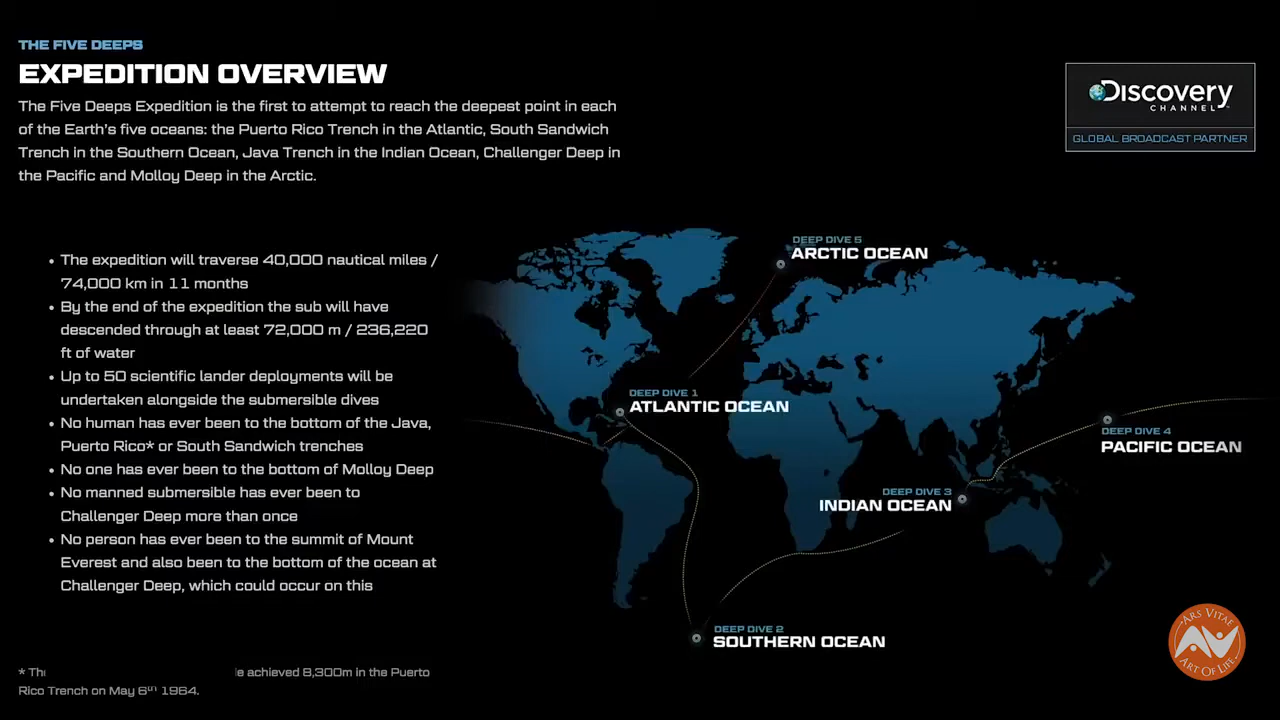 THE FIVE DEEPS
EXPEDITION OVERVIEW
The Five Deeps Expedition is the first to attempt to reach the deepest point in each
of the Earth's five oceans: the Puerto Rico Trench in the Atlantic, South Sandwich
Trench in the Southern Ocean, Java Trench in the Indian Ocean, Challenger Deep in
the Pacific and Molloy Deep in the Arctic.
Discovery
CHANNEL
GLOBAL BROADCAST PARTNER
• The expedition will traverse 40,000 nautical miles /
74,000 km in 11 months
• By the end of the expedition the sub will have
descended through at least 72,000 m / 236,220
ft of water
• Up to 50 scientific lander deployments will be
undertaken alongside the submersible dives
• No human has ever been to the bottom of the Java,
Puerto Rico* or South Sandwich trenches
• No one has ever been to the bottom of Molloy Deep
• No manned submersible has ever been to
Challenger Deep more than once
• No person has ever been to the summit of Mount
Everest and also been to the bottom of the ocean at
Challenger Deep, which could occur on this
DEEP DIVE 5
ARCTIC OCEAN
DEEP DIVE 1
ATLANTIC OCEAN
DEEP DIVE 4
PACIFIC OCEAN
DEEP DIVE 3
INDIAN OCEAN
DEEP DIVE 2
SOUTHERN OCEAN
* achieved 8,300m in the Puerto
Rico Trench on May 6th 1964.
ARS VITAE
ART OF LIFE